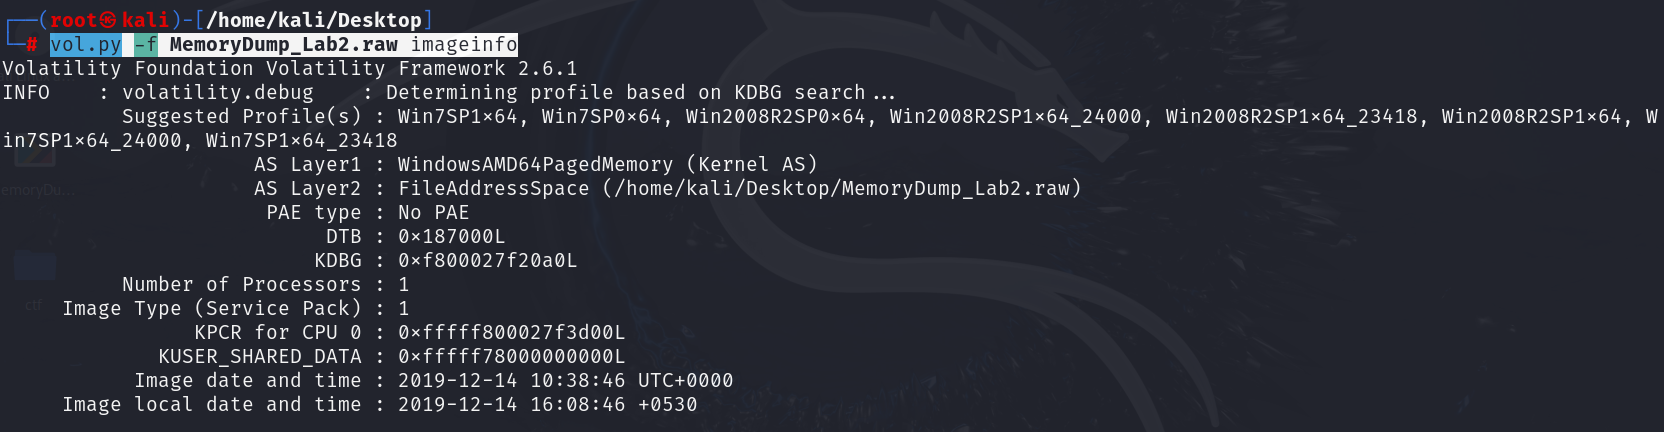 ┌──(root㉿kali)-[/home/kali/Desktop]
└─# vol.py -f MemoryDump_Lab2.raw imageinfo
Volatility Foundation Volatility Framework 2.6.1
INFO    : volatility.debug    : Determining profile based on KDBG search...
          Suggested Profile(s) : Win7SP1x64, Win7SP0x64, Win2008R2SP0x64, Win2008R2SP1x64_24000, Win2008R2SP1x64_23418, Win2008R2SP1x64, W
in7SP1x64_24000, Win7SP1x64_23418
                     AS Layer1 : WindowsAMD64PagedMemory (Kernel AS)
                     AS Layer2 : FileAddressSpace (/home/kali/Desktop/MemoryDump_Lab2.raw)
                      PAE type : No PAE
                           DTB : 0x187000L
                          KDBG : 0xf800027f20a0L
          Number of Processors : 1
     Image Type (Service Pack) : 1
                KPCR for CPU 0 : 0xfffff800027f3d00L
             KUSER_SHARED_DATA : 0xfffff78000000000L
           Image date and time : 2019-12-14 10:38:46 UTC+0000
     Image local date and time : 2019-12-14 16:08:46 +0530
emoryDu...
ctf